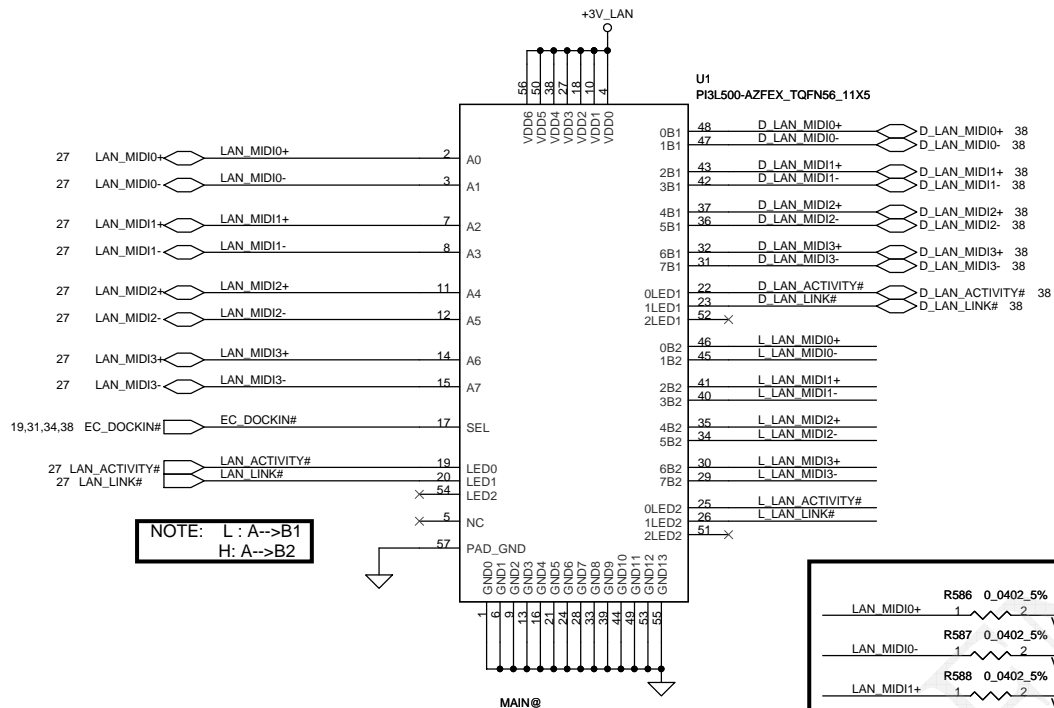 +3V_LAN
U1
PI3L500-AZFEX_TQFN56_11X5
56 50 38 27 18 10 4
VDD6 VDD5 VDD4 VDD3 VDD2 VDD1 VDD0
27 LAN_MIDI0+ LAN_MIDI0+ 2 A0
27 LAN_MIDI0- LAN_MIDI0- 3 A1
27 LAN_MIDI1+ LAN_MIDI1+ 7 A2
27 LAN_MIDI1- LAN_MIDI1- 8 A3
27 LAN_MIDI2+ LAN_MIDI2+ 11 A4
27 LAN_MIDI2- LAN_MIDI2- 12 A5
27 LAN_MIDI3+ LAN_MIDI3+ 14 A6
27 LAN_MIDI3- LAN_MIDI3- 15 A7
19,31,34,38 EC_DOCKIN# EC_DOCKIN# 17 SEL
27 LAN_ACTIVITY# LAN_ACTIVITY# 19 LED0
27 LAN_LINK# LAN_LINK# 20 LED1
54 LED2
5 NC
57 PAD_GND
0B1 48 D_LAN_MIDI0+ D_LAN_MIDI0+ 38
1B1 47 D_LAN_MIDI0- D_LAN_MIDI0- 38
2B1 43 D_LAN_MIDI1+ D_LAN_MIDI1+ 38
3B1 42 D_LAN_MIDI1- D_LAN_MIDI1- 38
4B1 37 D_LAN_MIDI2+ D_LAN_MIDI2+ 38
5B1 36 D_LAN_MIDI2- D_LAN_MIDI2- 38
6B1 32 D_LAN_MIDI3+ D_LAN_MIDI3+ 38
7B1 31 D_LAN_MIDI3- D_LAN_MIDI3- 38
0LED1 22 D_LAN_ACTIVITY# D_LAN_ACTIVITY# 38
1LED1 23 D_LAN_LINK# D_LAN_LINK# 38
2LED1 52
0B2 46 L_LAN_MIDI0+
1B2 45 L_LAN_MIDI0-
2B2 41 L_LAN_MIDI1+
3B2 40 L_LAN_MIDI1-
4B2 35 L_LAN_MIDI2+
5B2 34 L_LAN_MIDI2-
6B2 30 L_LAN_MIDI3+
7B2 29 L_LAN_MIDI3-
0LED2 25 L_LAN_ACTIVITY#
1LED2 26 L_LAN_LINK#
2LED2 51
NOTE: L : A-->B1
H: A-->B2
GND0 GND1 GND2 GND3 GND4 GND5 GND6 GND7 GND8 GND9 GND10 GND11 GND12 GND13
1 6 9 13 16 21 24 28 33 39 44 49 53 55
MAIN@
R586 0_0402_5%
LAN_MIDI0+ 1 2
R587 0_0402_5%
LAN_MIDI0- 1 2
R588 0_0402_5%
LAN_MIDI1+ 1 2